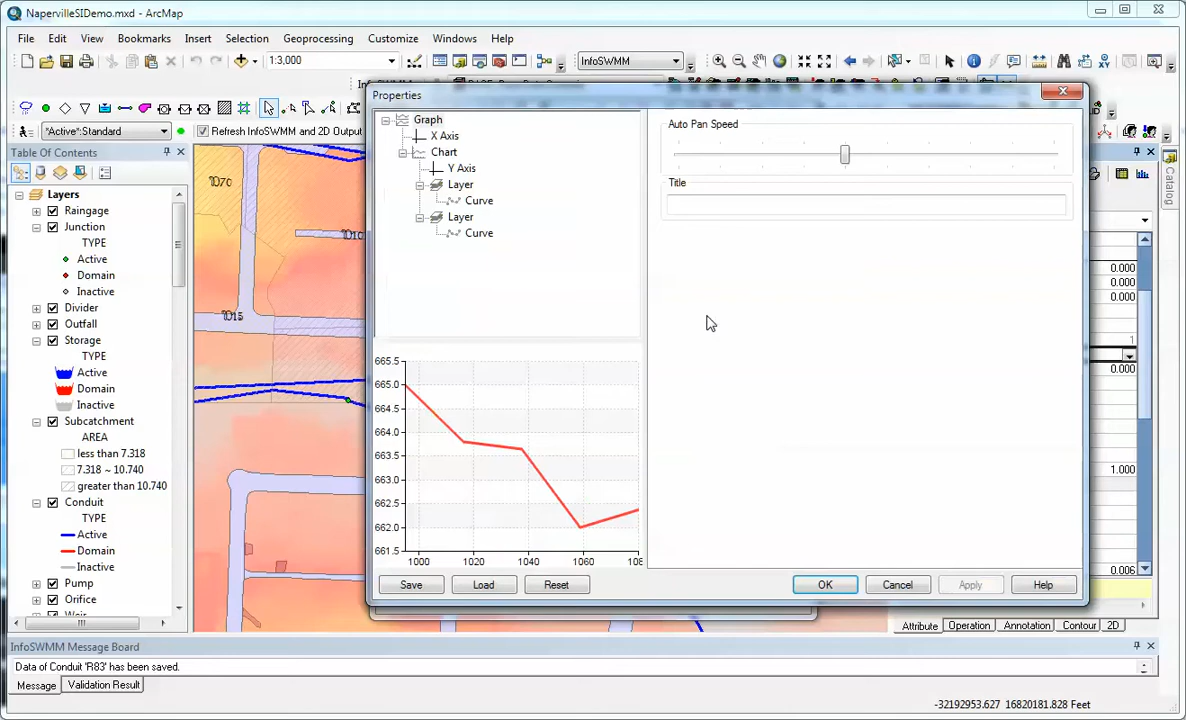 NapervilleSIDemo.mxd - ArcMap
File Edit View Bookmarks Insert Selection Geoprocessing Customize Windows Help
1:3,000
InfoSWMM
"Active":Standard
Refresh InfoSWMM and 2D Output
Table Of Contents
Layers
Raingage
Junction
TYPE
Active
Domain
Inactive
Divider
Outfall
Storage
TYPE
Active
Domain
Inactive
Subcatchment
AREA
less than 7.318
7.318 ~ 10.740
greater than 10.740
Conduit
TYPE
Active
Domain
Inactive
Pump
Orifice
Weir
1070
1015
Properties
Graph
X Axis
Chart
Y Axis
Layer
Curve
Layer
Curve
Auto Pan Speed
Title
665.5
665.0
664.5
664.0
663.5
663.0
662.5
662.0
661.5
1000 1020 1040 1060
Save Load Reset OK Cancel Apply Help
Catalog
0.000
0.000
0.000
1
0.000
1.000
0.006
Attribute Operation Annotation Contour 2D
InfoSWMM Message Board
Data of Conduit 'R83' has been saved.
Message Validation Result
-32192953.627 16820181.828 Feet